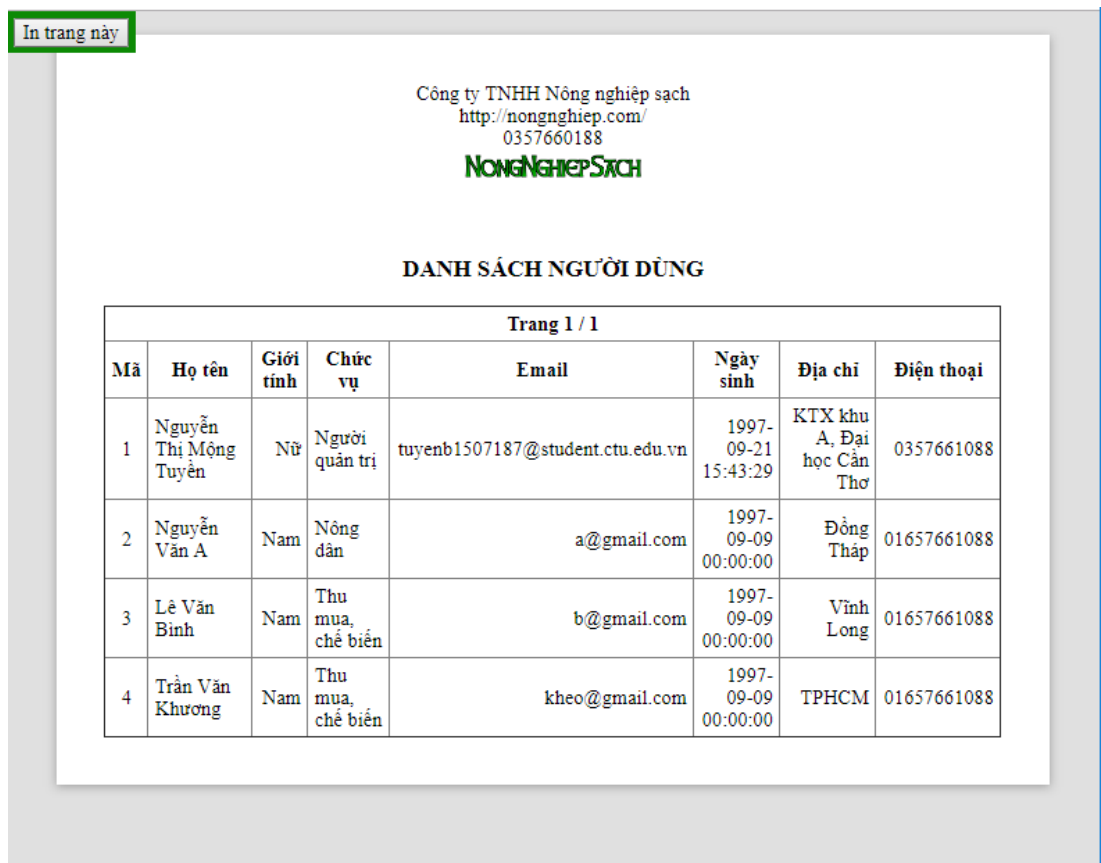 In trang này
Công ty TNHH Nông nghiệp sạch
http://nongnghiep.com/
0357660188
NONGNGHIEPSACH
DANH SÁCH NGƯỜI DÙNG
Trang 1 / 1
Mã Họ tên Giới tính Chức vụ Email Ngày sinh Địa chỉ Điện thoại
1 Nguyễn Thị Mộng Tuyền Nữ Người quản trị tuyenb1507187@student.ctu.edu.vn 1997-09-21 15:43:29 KTX khu A, Đại học Cần Thơ 0357661088
2 Nguyễn Văn A Nam Nông dân a@gmail.com 1997-09-09 00:00:00 Đồng Tháp 01657661088
3 Lê Văn Bình Nam Thu mua, chế biến b@gmail.com 1997-09-09 00:00:00 Vĩnh Long 01657661088
4 Trần Văn Khương Nam Thu mua, chế biến kheo@gmail.com 1997-09-09 00:00:00 TPHCM 01657661088